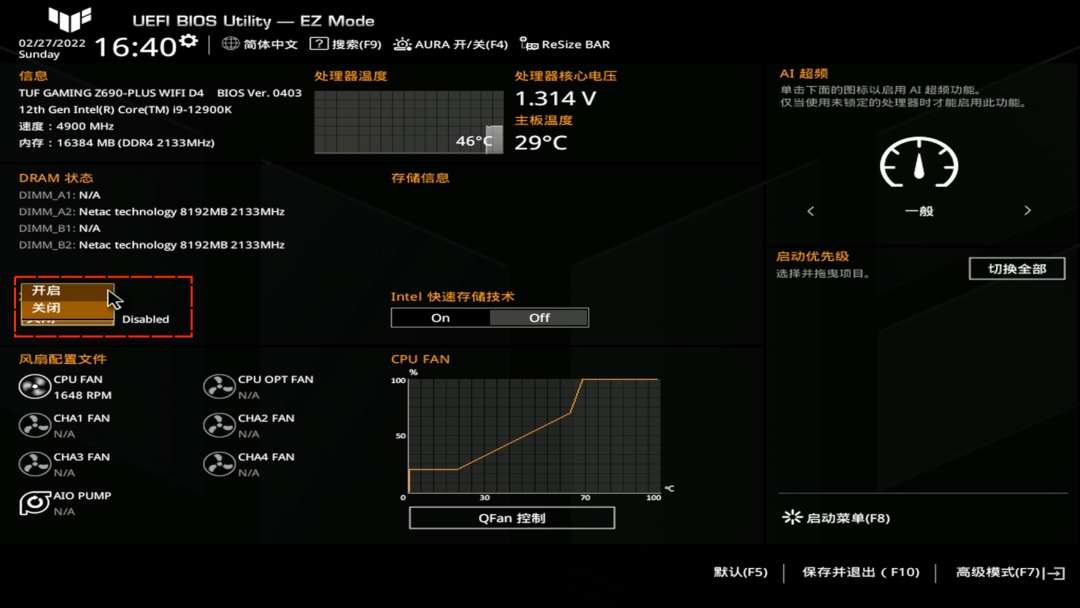 UEFI BIOS Utility — EZ Mode
02/27/2022
Sunday
16:40
简体中文
搜索(F9)
AURA 开/关(F4)
ReSize BAR
信息
TUF GAMING Z690-PLUS WIFI D4 BIOS Ver. 0403
12th Gen Intel(R) Core(TM) i9-12900K
速度：4900 MHz
内存：16384 MB (DDR4 2133MHz)
处理器温度
46°C
处理器核心电压
1.314 V
主板温度
29°C
AI 超频
单击下面的图标以启用 AI 超频功能。
仅当使用未锁定的处理器时才能启用此功能。
一般
DRAM 状态
DIMM_A1: N/A
DIMM_A2: Netac technology 8192MB 2133MHz
DIMM_B1: N/A
DIMM_B2: Netac technology 8192MB 2133MHz
存储信息
启动优先级
选择并拖曳项目。
切换全部
开启
关闭
Disabled
Intel 快速存储技术
On
Off
风扇配置文件
CPU FAN
1648 RPM
CPU OPT FAN
N/A
CHA1 FAN
N/A
CHA2 FAN
N/A
CHA3 FAN
N/A
CHA4 FAN
N/A
AIO PUMP
N/A
CPU FAN
%
100
50
0
30
70
100
°C
QFan 控制
启动菜单(F8)
默认(F5)
保存并退出（F10)
高级模式(F7)